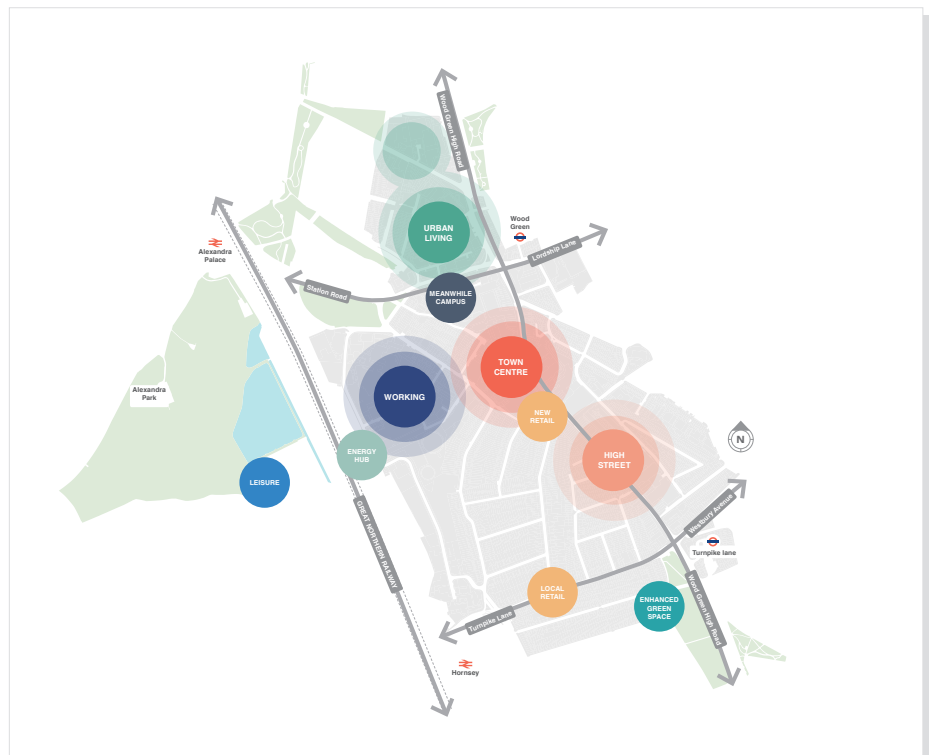 Wood Green High Road
URBAN
LIVING
Wood
Green
Lordship Lane
Alexandra
Palace
Station Road
MEANWHILE
CAMPUS
TOWN
CENTRE
Alexandra
Park
WORKING
NEW
RETAIL
ENERGY
HUB
HIGH
STREET
N
LEISURE
Westbury Avenue
GREAT NORTHERN RAILWAY
Turnpike lane
LOCAL
RETAIL
ENHANCED
GREEN
SPACE
Wood Green High Road
Turnpike Lane
Hornsey